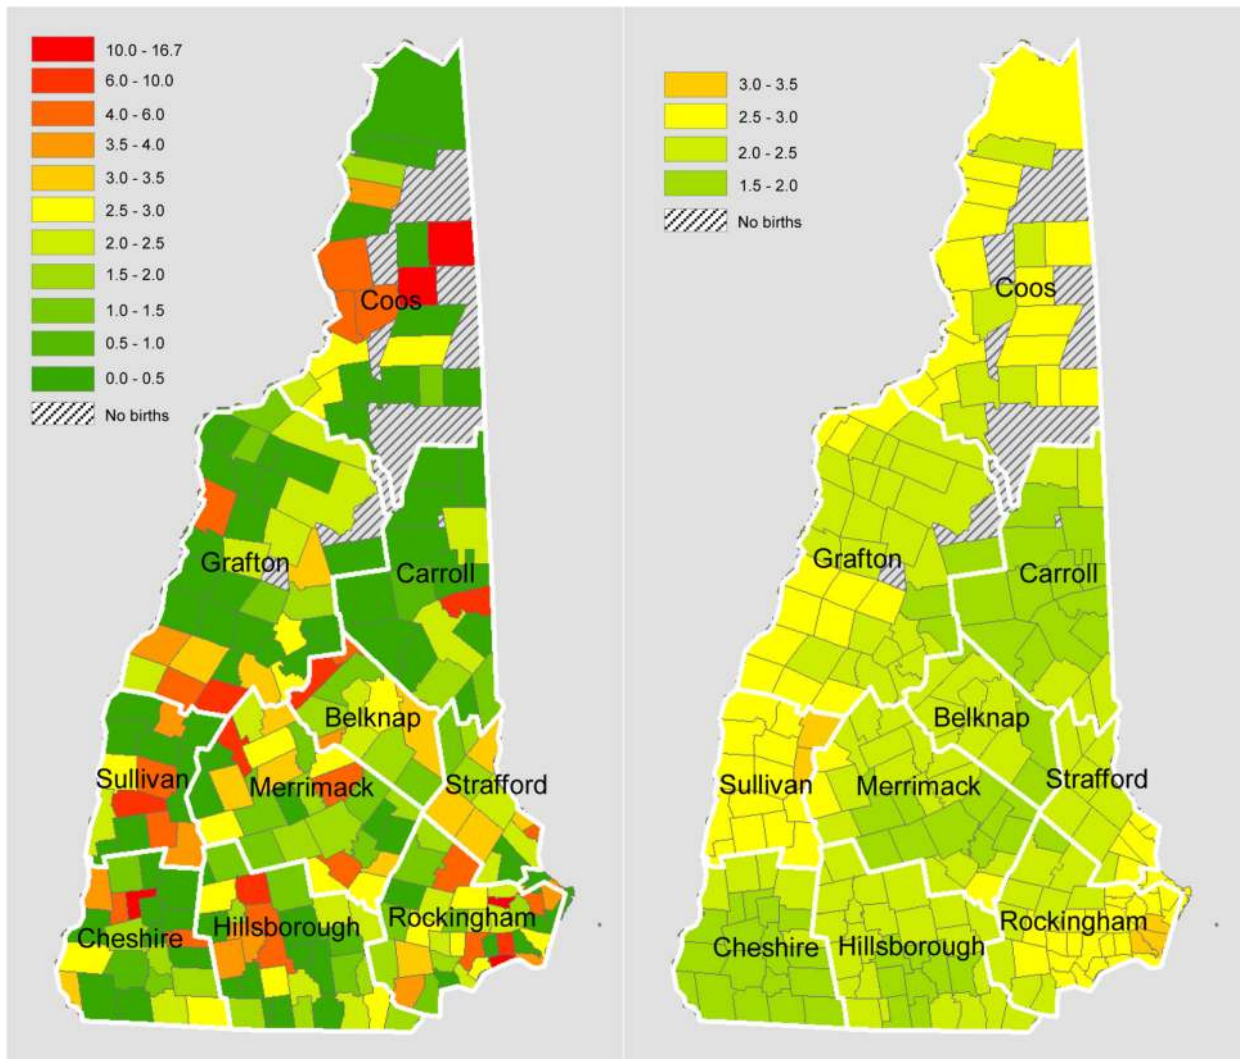 10.0 - 16.7
6.0 - 10.0
4.0 - 6.0
3.5 - 4.0
3.0 - 3.5
2.5 - 3.0
2.0 - 2.5
1.5 - 2.0
1.0 - 1.5
0.5 - 1.0
0.0 - 0.5
No births
Coos
Grafton
Carroll
Belknap
Sullivan
Merrimack
Strafford
Rockingham
Hillsborough
Cheshire
3.0 - 3.5
2.5 - 3.0
2.0 - 2.5
1.5 - 2.0
No births
Coos
Grafton
Carroll
Belknap
Sullivan
Merrimack
Strafford
Rockingham
Cheshire
Hillsborough